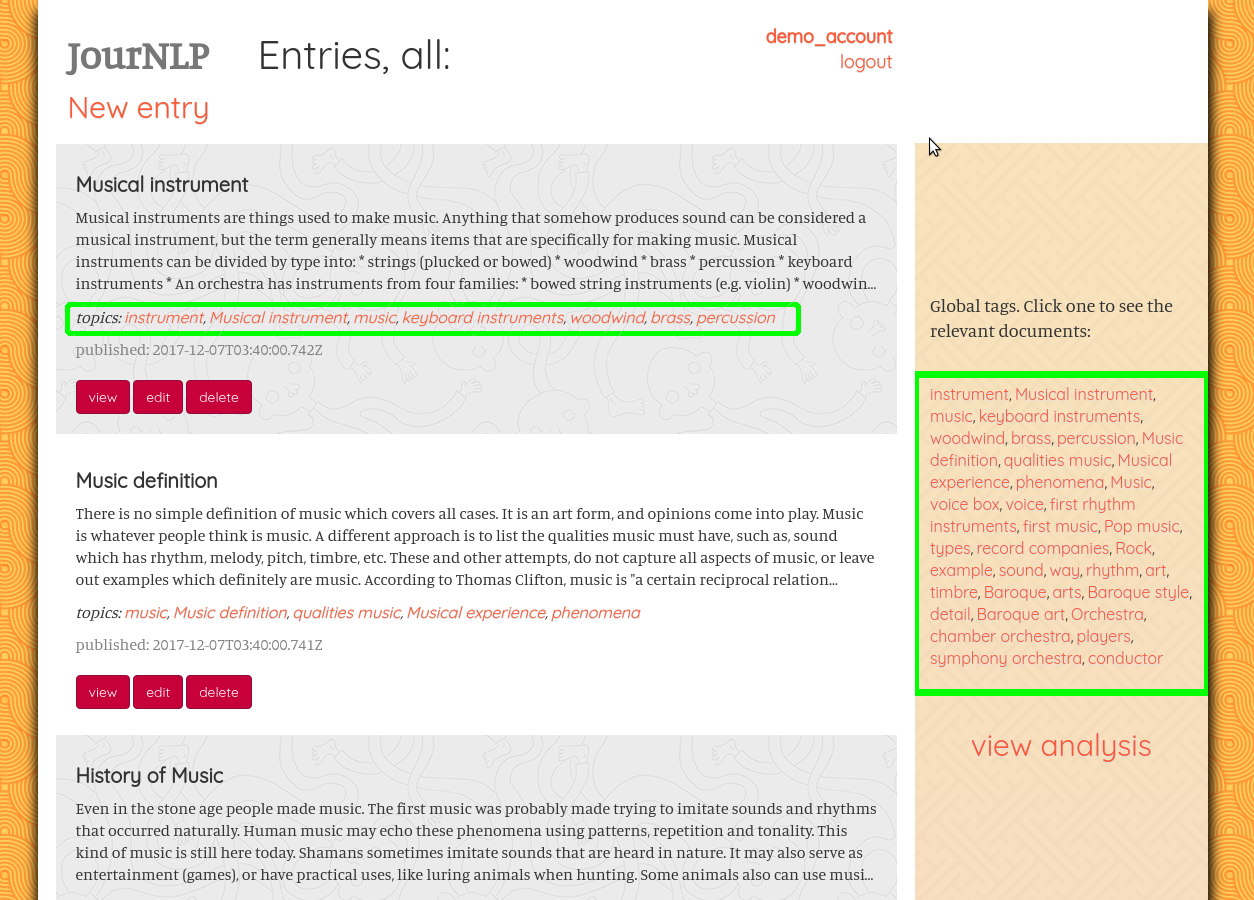 JourNLP
Entries, all:
demo_account
logout
New entry
Musical instrument
Musical instruments are things used to make music. Anything that somehow produces sound can be considered a
musical instrument, but the term generally means items that are specifically for making music. Musical
instruments can be divided by type into: * strings (plucked or bowed) * woodwind * brass * percussion * keyboard
instruments * An orchestra has instruments from four families: * bowed string instruments (e.g. violin) * woodwin...
topics: instrument, Musical instrument, music, keyboard instruments, woodwind, brass, percussion
published: 2017-12-07T03:40:00.742Z
view edit delete
Music definition
There is no simple definition of music which covers all cases. It is an art form, and opinions come into play. Music
is whatever people think is music. A different approach is to list the qualities music must have, such as, sound
which has rhythm, melody, pitch, timbre, etc. These and other attempts, do not capture all aspects of music, or leave
out examples which definitely are music. According to Thomas Clifton, music is "a certain reciprocal relation...
topics: music, Music definition, qualities music, Musical experience, phenomena
published: 2017-12-07T03:40:00.741Z
view edit delete
History of Music
Even in the stone age people made music. The first music was probably made trying to imitate sounds and rhythms
that occurred naturally. Human music may echo these phenomena using patterns, repetition and tonality. This
kind of music is still here today. Shamans sometimes imitate sounds that are heard in nature. It may also serve as
entertainment (games), or have practical uses, like luring animals when hunting. Some animals also can use musi...
Global tags. Click one to see the
relevant documents:
instrument, Musical instrument,
music, keyboard instruments,
woodwind, brass, percussion, Music
definition, qualities music, Musical
experience, phenomena, Music,
voice box, voice, first rhythm
instruments, first music, Pop music,
types, record companies, Rock,
example, sound, way, rhythm, art,
timbre, Baroque, arts, Baroque style,
detail, Baroque art, Orchestra,
chamber orchestra, players,
symphony orchestra, conductor
view analysis